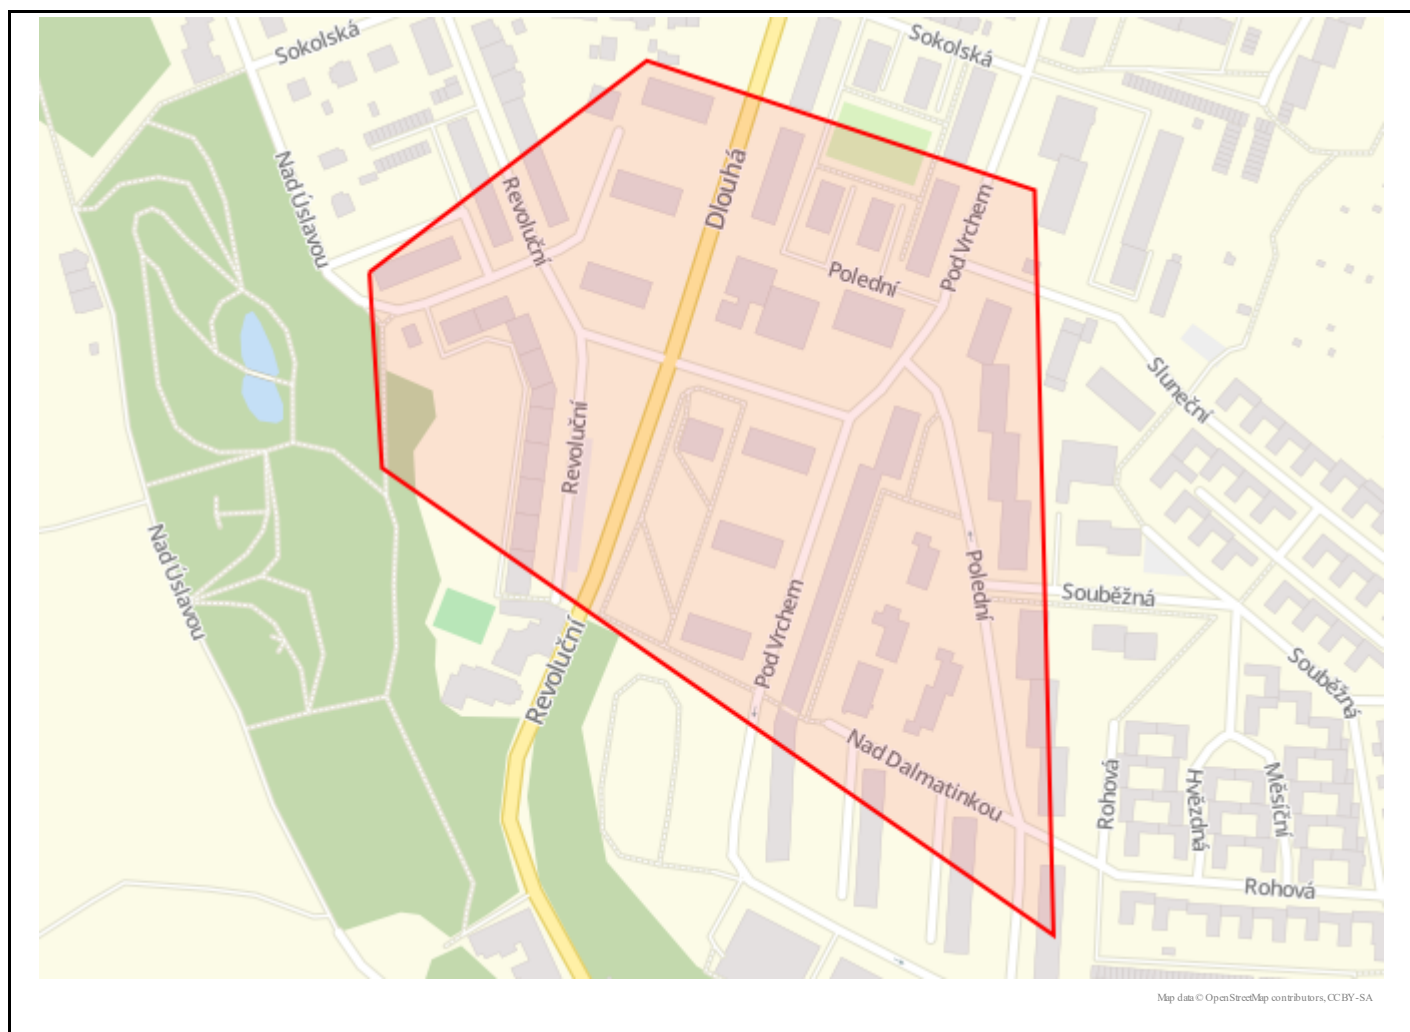 Sokolská
Sokolská
Nad Úslavou
Revoluční
Dlouhá
Pod Vrchem
Polední
Sluneční
Revoluční
Nad Úslavou
Polední
Souběžná
Pod Vrchem
Revoluční
Souběžná
Nad Dalmatinkou
Rohová
Hvězdná
Měsíční
Rohová
Map data © OpenStreetMap contributors, CC BY-SA